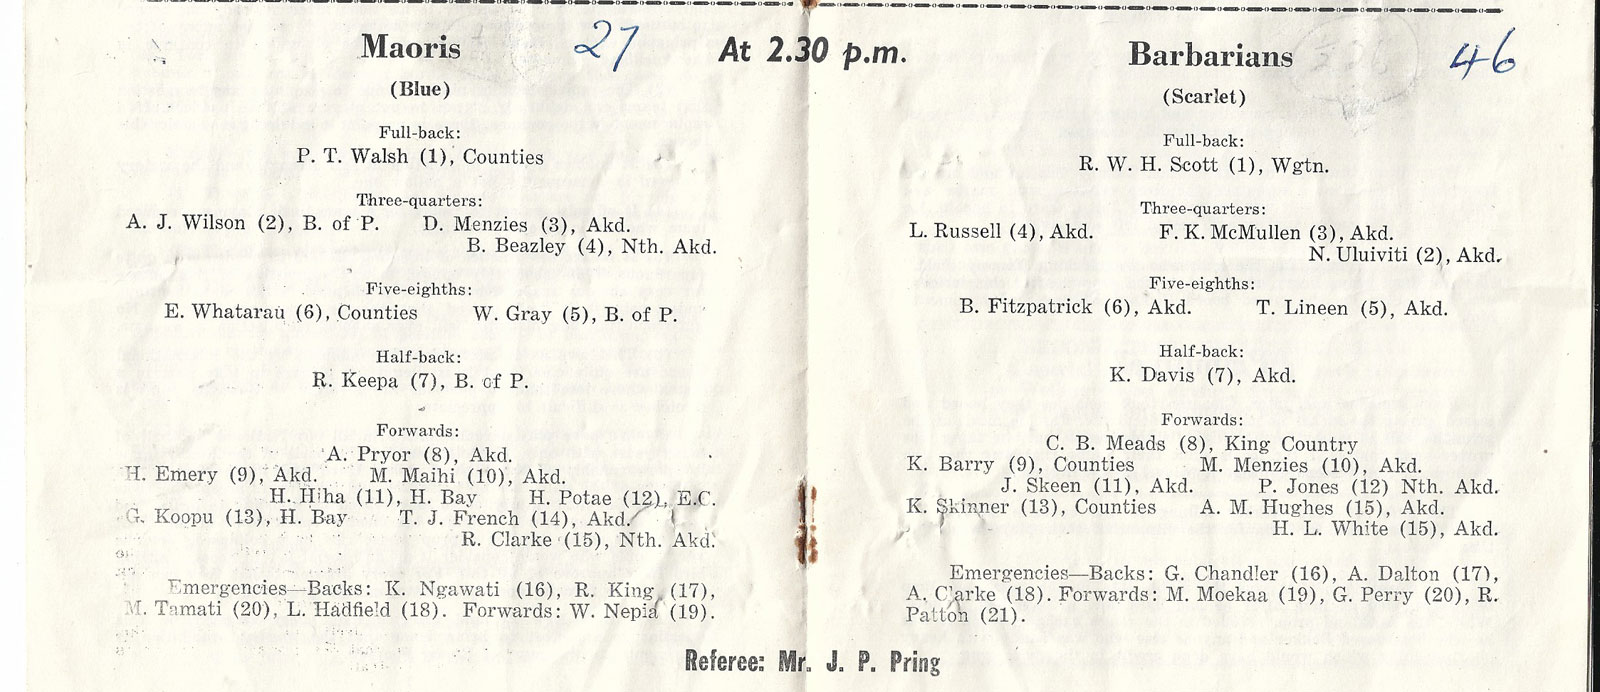 Maoris 27
(Blue)
Full-back:
P. T. Walsh (1), Counties
Three-quarters:
A. J. Wilson (2), B. of P. D. Menzies (3), Akd.
B. Beazley (4), Nth. Akd.
Five-eighths:
E. Whatarau (6), Counties W. Gray (5), B. of P.
Half-back:
R. Keepa (7), B. of P.
Forwards:
A. Pryor (8), Akd.
H. Emery (9), Akd. M. Maihi (10), Akd.
H. Hiha (11), H. Bay H. Potae (12), E.C.
G. Koopu (13), H. Bay T. J. French (14), Akd.
R. Clarke (15), Nth. Akd.
Emergencies—Backs: K. Ngawati (16), R. King (17),
M. Tamati (20), L. Hadfield (18). Forwards: W. Nepia (19).
At 2.30 p.m.
Barbarians 46
(Scarlet)
Full-back:
R. W. H. Scott (1), Wgtn.
Three-quarters:
L. Russell (4), Akd. F. K. McMullen (3), Akd.
N. Uluiviti (2), Akd.
Five-eighths:
B. Fitzpatrick (6), Akd. T. Lineen (5), Akd.
Half-back:
K. Davis (7), Akd.
Forwards:
C. B. Meads (8), King Country
K. Barry (9), Counties M. Menzies (10), Akd.
J. Skeen (11), Akd. P. Jones (12) Nth. Akd.
K. Skinner (13), Counties A. M. Hughes (15), Akd.
H. L. White (15), Akd.
Emergencies—Backs: G. Chandler (16), A. Dalton (17),
A. Clarke (18). Forwards: M. Moekaa (19), G. Perry (20), R.
Patton (21).
Referee: Mr. J. P. Pring